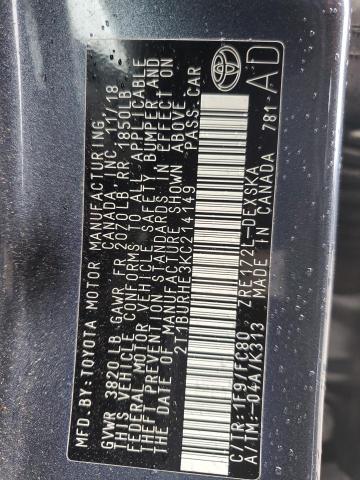 MFD.BY:TOYOTA MOTOR MANUFACTURING
CANADA INC. 11/18
GVWR 3820LB GAWR FR 2070LB RR 1850LB
THIS VEHICLE CONFORMS TO ALL APPLICABLE
FEDERAL MOTOR VEHICLE SAFETY, BUMPER AND
THEFT PREVENTION STANDARDS IN EFFECT ON
THE DATE OF MANUFACTURE SHOWN ABOVE.
2T1BURHE3KC214149 PASS.CAR
C/TR:1F9/FC80 ZRE172L-DEXSKA
A/TM:-04A/K313 MADE IN CANADA 781
TOYOTA
AD